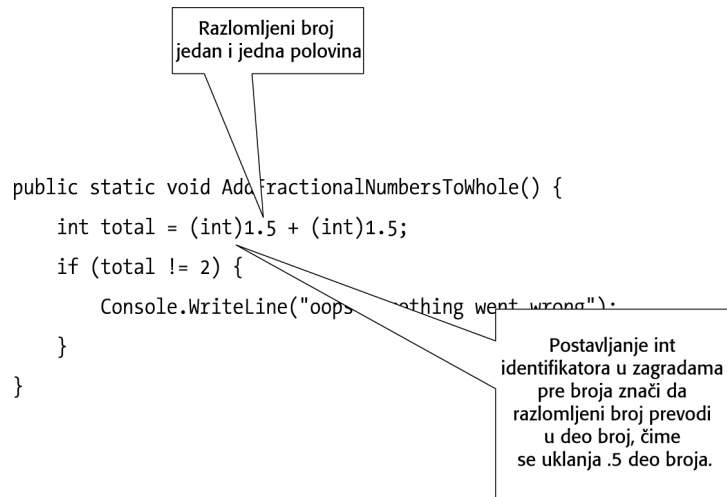 Razlomljeni broj
jedan i jedna polovina
public static void AddFractionalNumbersToWhole() {
int total = (int)1.5 + (int)1.5;
if (total != 2) {
Console.WriteLine("oops something went wrong");
}
}
Postavljanje int
identifikatora u zagradama
pre broja znači da
razlomljeni broj prevodi
u deo broj, čime
se uklanja .5 deo broja.